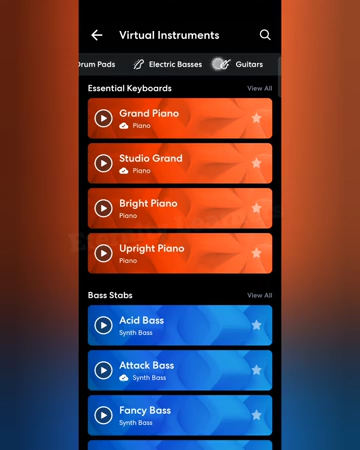 Virtual Instruments
Drum Pads Electric Basses Guitars
Essential Keyboards View All
Grand Piano
Piano
Studio Grand
Piano
Bright Piano
Piano
Upright Piano
Piano
Bass Stabs View All
Acid Bass
Synth Bass
Attack Bass
Synth Bass
Fancy Bass
Synth Bass